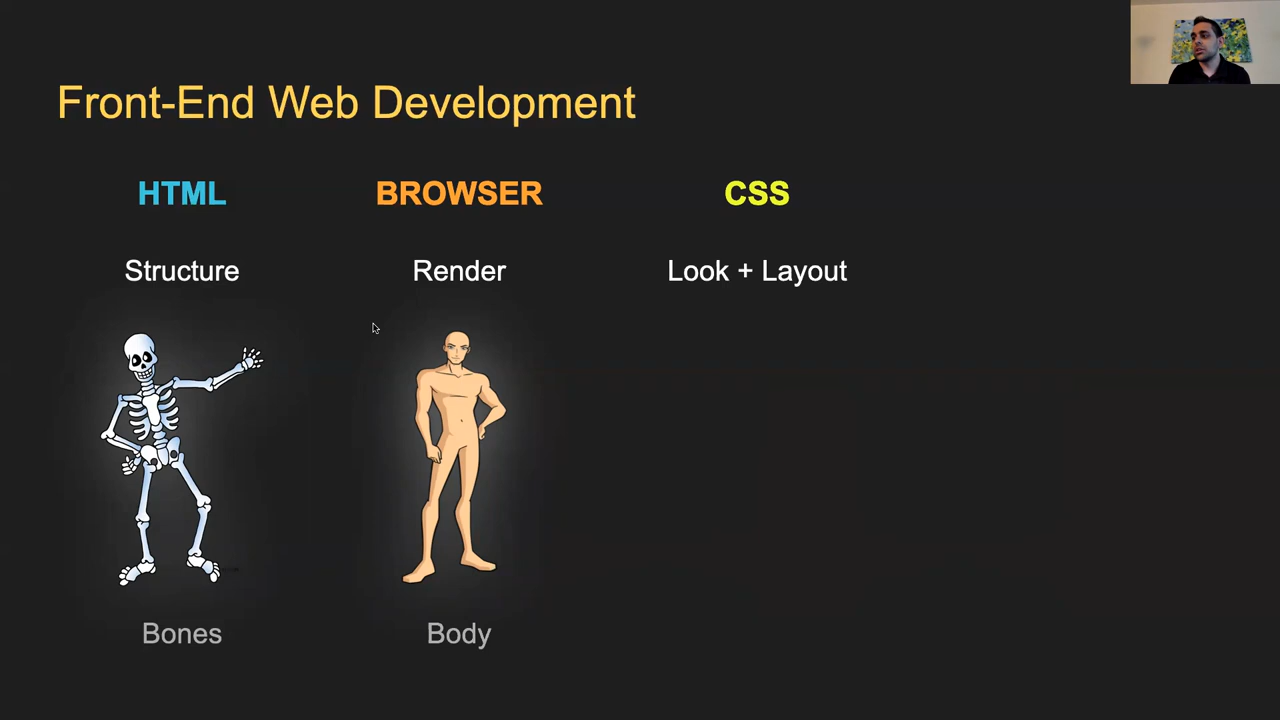 Front-End Web Development
HTML
BROWSER
CSS
Structure
Render
Look + Layout
Bones
Body